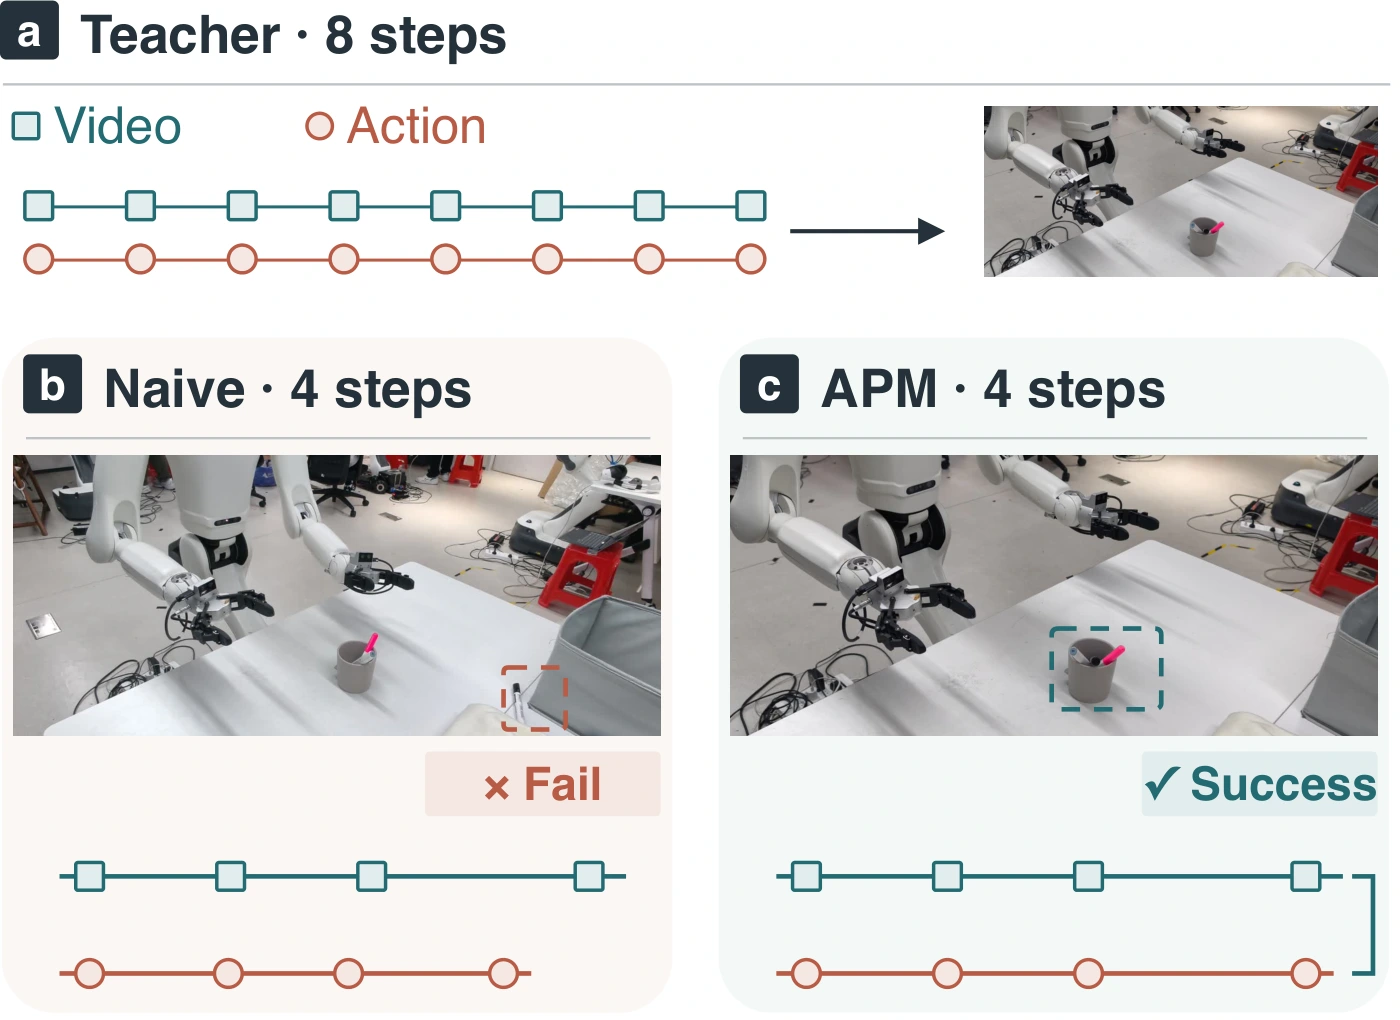 a Teacher · 8 steps
Video Action
b Naive · 4 steps
× Fail
c APM · 4 steps
✓ Success